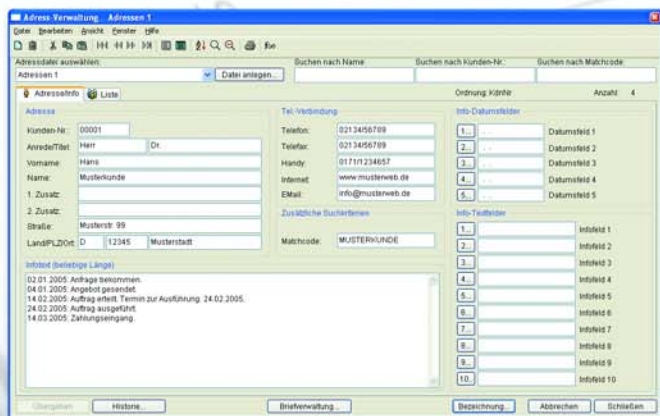 Adress-Verwaltung Adressen 1
Datei Bearbeiten Ansicht Fenster Hilfe
Adressdatei auswählen: Suchen nach Name: Suchen nach Kunden-Nr.: Suchen nach Matchcode:
Adressen 1 Datei anlegen...
Adresse/Info Liste Ordnung: KdnNr Anzahl: 4
Adresse Tel.-Verbindung Info-Datumsfelder
Kunden-Nr.: 00001 Telefon: 02134/56789 1... Datumsfeld 1
Anrede/Titel: Herr Dr. Telefax: 02134/56789 2... Datumsfeld 2
Vorname: Hans Handy: 0171/1234567 3... Datumsfeld 3
Name: Musterkunde Internet: www.musterweb.de 4... Datumsfeld 4
1. Zusatz: EMail: info@musterweb.de 5... Datumsfeld 5
2. Zusatz: Zusätzliche Suchkriterien Info-Textfelder
Straße: Musterstr. 99 1... Infofeld 1
Land/PLZ/Ort: D 12345 Musterstadt Matchcode: MUSTERKUNDE 2... Infofeld 2
Infotext (beliebige Länge) 3... Infofeld 3
02.01.2005: Anfrage bekommen. 4... Infofeld 4
04.01.2005: Angebot gesendet. 5... Infofeld 5
14.02.2005: Auftrag erteilt. Termin zur Ausführung: 24.02.2005. 6... Infofeld 6
24.02.2005: Auftrag ausgeführt. 7... Infofeld 7
14.03.2005: Zahlungseingang. 8... Infofeld 8
9... Infofeld 9
10... Infofeld 10
Übergeben Historie... Briefverwaltung... Bezeichnung... Abbrechen Schließen